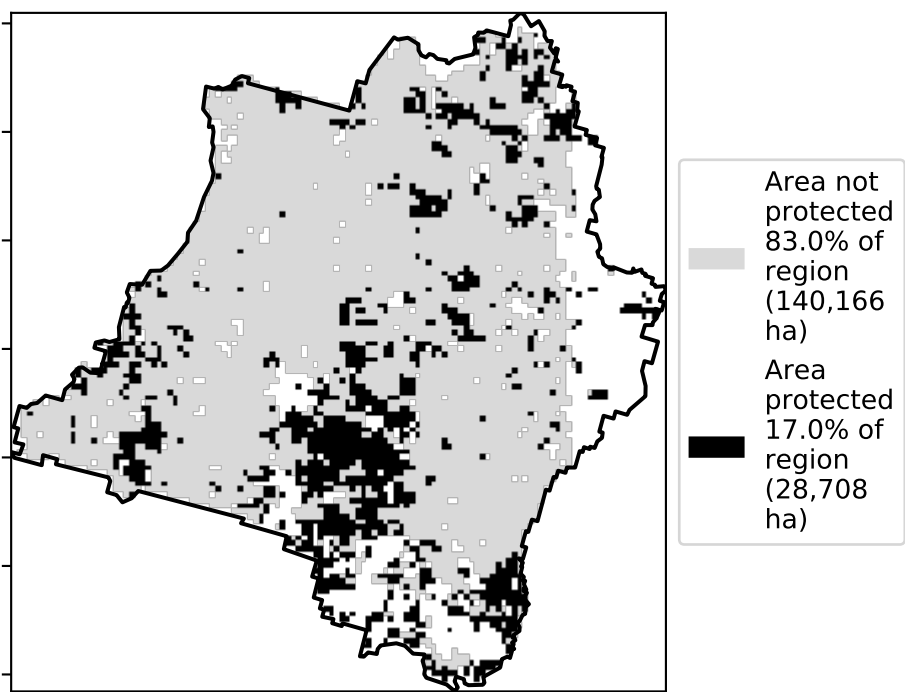 Area not
protected
83.0% of
region
(140,166
ha)
Area
protected
17.0% of
region
(28,708
ha)